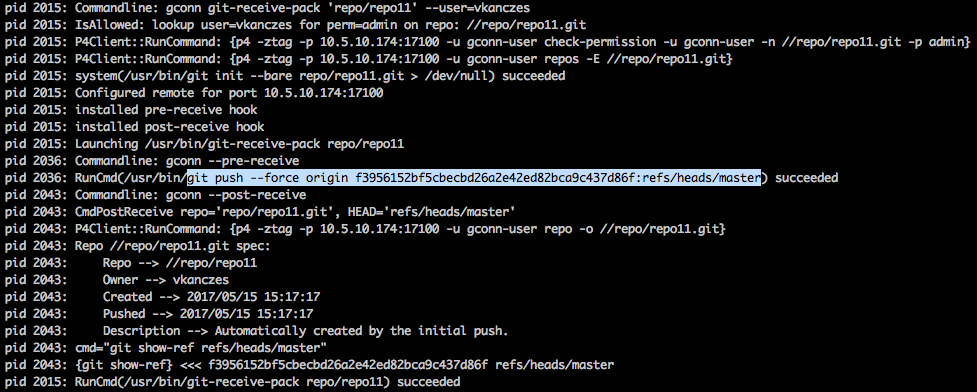 pid 2015: Commandline: gconn git-receive-pack 'repo/repo11' --user=vkanczes
pid 2015: IsAllowed: lookup user=vkanczes for perm=admin on repo: //repo/repo11.git
pid 2015: P4Client::RunCommand: {p4 -ztag -p 10.5.10.174:17100 -u gconn-user check-permission -u gconn-user -n //repo/repo11.git -p admin}
pid 2015: P4Client::RunCommand: {p4 -ztag -p 10.5.10.174:17100 -u gconn-user repos -E //repo/repo11.git}
pid 2015: system(/usr/bin/git init --bare repo/repo11.git > /dev/null) succeeded
pid 2015: Configured remote for port 10.5.10.174:17100
pid 2015: installed pre-receive hook
pid 2015: installed post-receive hook
pid 2015: Launching /usr/bin/git-receive-pack repo/repo11
pid 2036: Commandline: gconn --pre-receive
pid 2036: RunCmd(/usr/bin/git push --force origin f3956152bf5cbecbd26a2e42ed82bca9c437d86f:refs/heads/master) succeeded
pid 2043: Commandline: gconn --post-receive
pid 2043: CmdPostReceive repo='repo/repo11.git', HEAD='refs/heads/master'
pid 2043: P4Client::RunCommand: {p4 -ztag -p 10.5.10.174:17100 -u gconn-user repo -o //repo/repo11.git}
pid 2043: Repo //repo/repo11.git spec:
pid 2043:     Repo --> //repo/repo11
pid 2043:     Owner --> vkanczes
pid 2043:     Created --> 2017/05/15 15:17:17
pid 2043:     Pushed --> 2017/05/15 15:17:17
pid 2043:     Description --> Automatically created by the initial push.
pid 2043: cmd="git show-ref refs/heads/master"
pid 2043: {git show-ref} <<< f3956152bf5cbecbd26a2e42ed82bca9c437d86f refs/heads/master
pid 2015: RunCmd(/usr/bin/git-receive-pack repo/repo11) succeeded